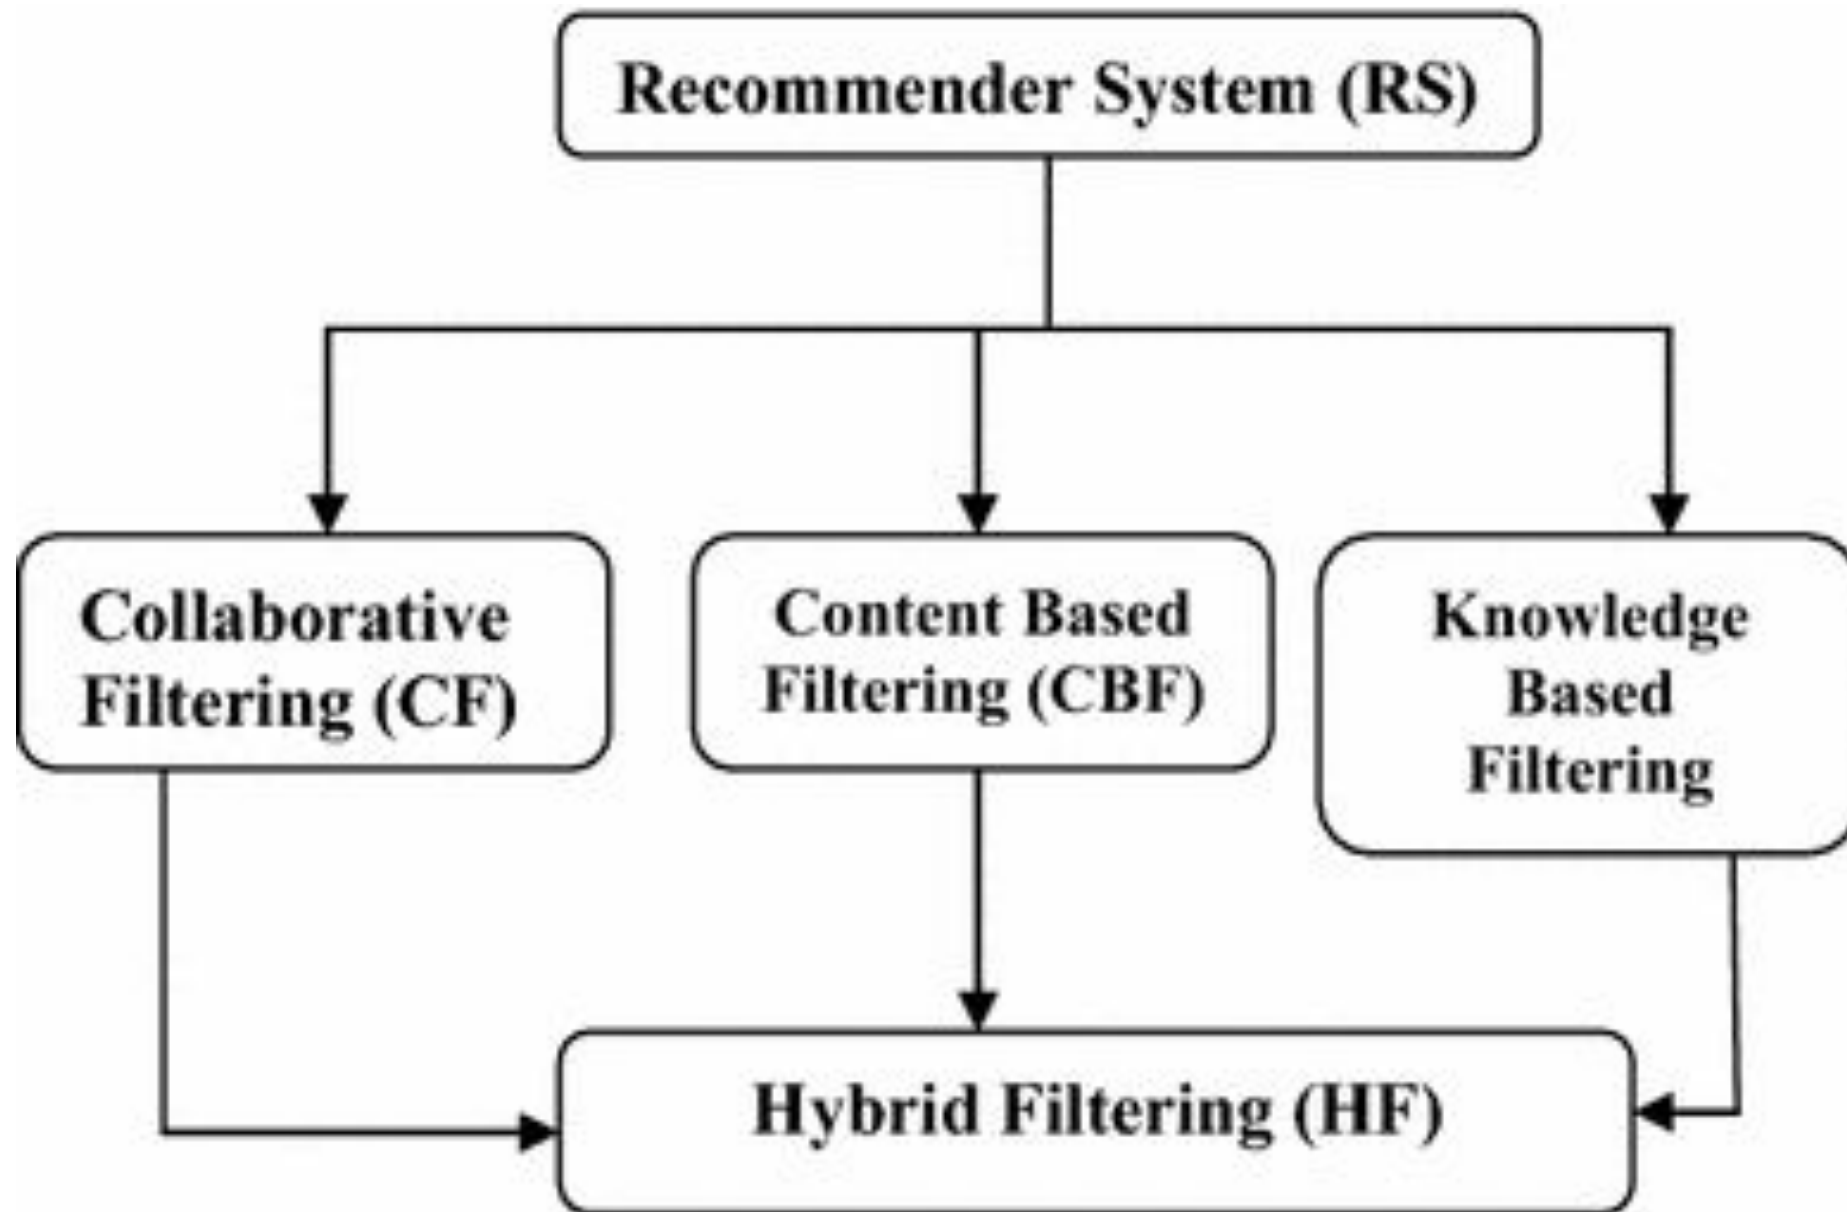 Recommender System (RS)
Collaborative
Filtering (CF)
Content Based
Filtering (CBF)
Knowledge
Based
Filtering
Hybrid Filtering (HF)